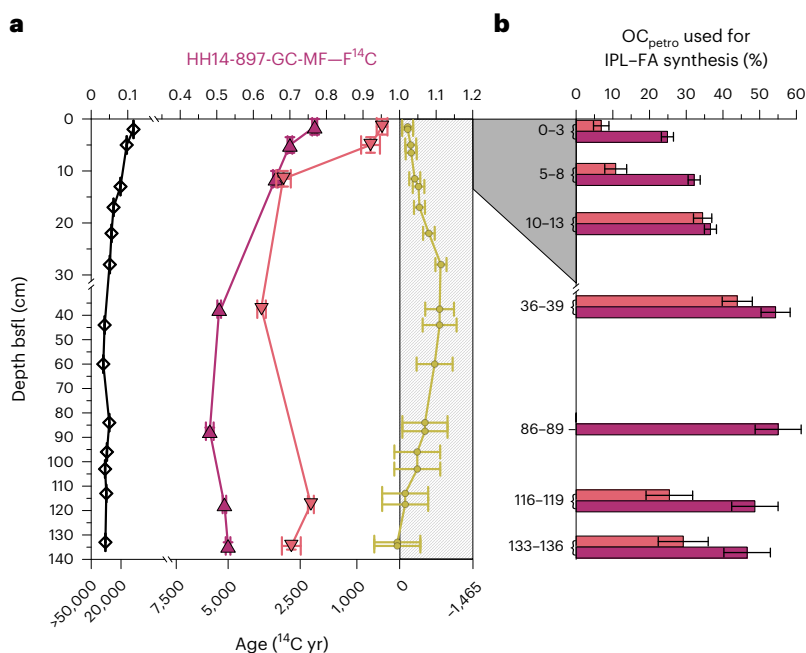 a
b
HH14-897-GC-MF—F¹⁴C
OCpetro used for
IPL–FA synthesis (%)
0 0.1 0.4 0.5 0.6 0.7 0.8 0.9 1.0 1.1 1.2
0 10 20 30 40 50 60
Depth bsfl (cm)
0
10
20
30
40
50
60
70
80
90
100
110
120
130
140
0–3
5–8
10–13
36–39
86–89
116–119
133–136
>50,000 20,000 7,500 5,000 2,500 1,000 0 -1,465
Age (¹⁴C yr)